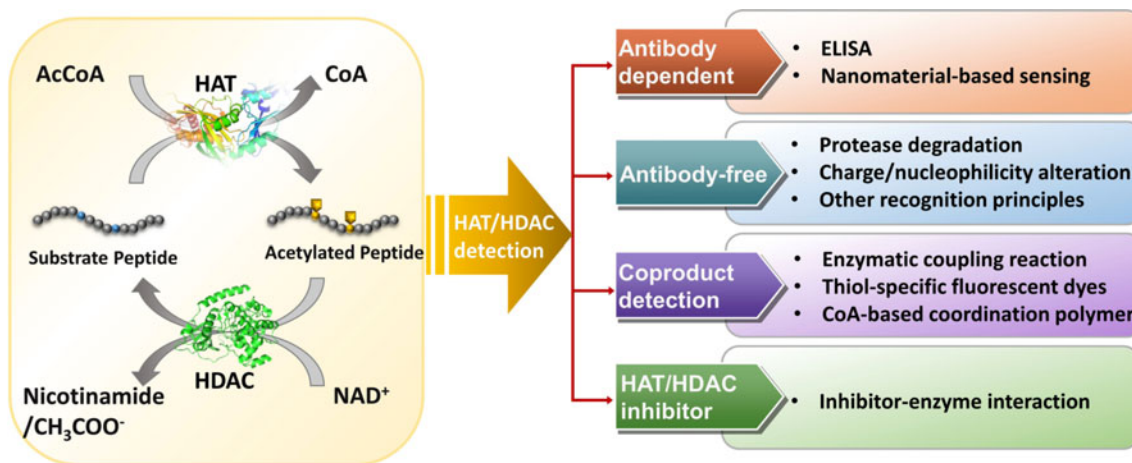 AcCoA
HAT
CoA
Substrate Peptide
Acetylated Peptide
HDAC
Nicotinamide
/CH₃COO⁻
NAD⁺
HAT/HDAC
detection
Antibody
dependent
• ELISA
• Nanomaterial-based sensing
Antibody-free
• Protease degradation
• Charge/nucleophilicity alteration
• Other recognition principles
Coproduct
detection
• Enzymatic coupling reaction
• Thiol-specific fluorescent dyes
• CoA-based coordination polymer
HAT/HDAC
inhibitor
• Inhibitor-enzyme interaction